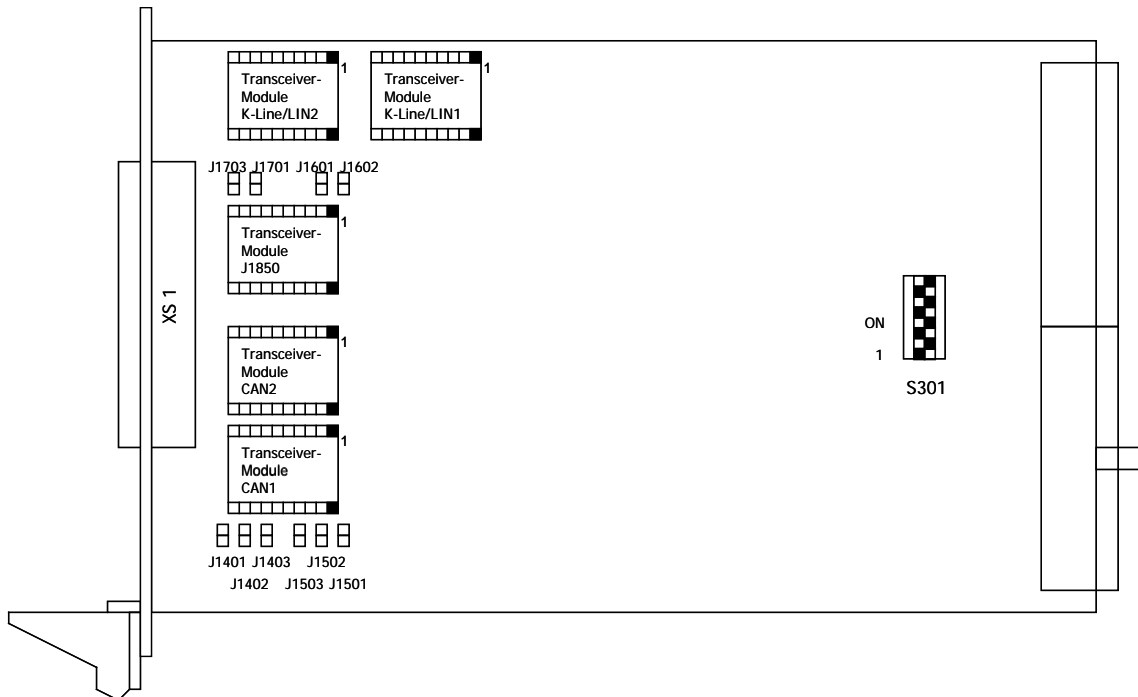 1
Transceiver-
Module
K-Line/LIN2
1
Transceiver-
Module
K-Line/LIN1
J1703 J1701 J1601 J1602
1
Transceiver-
Module
J1850
XS 1
1
Transceiver-
Module
CAN2
ON
1
S301
1
Transceiver-
Module
CAN1
J1401 J1403 J1502
J1402 J1503 J1501